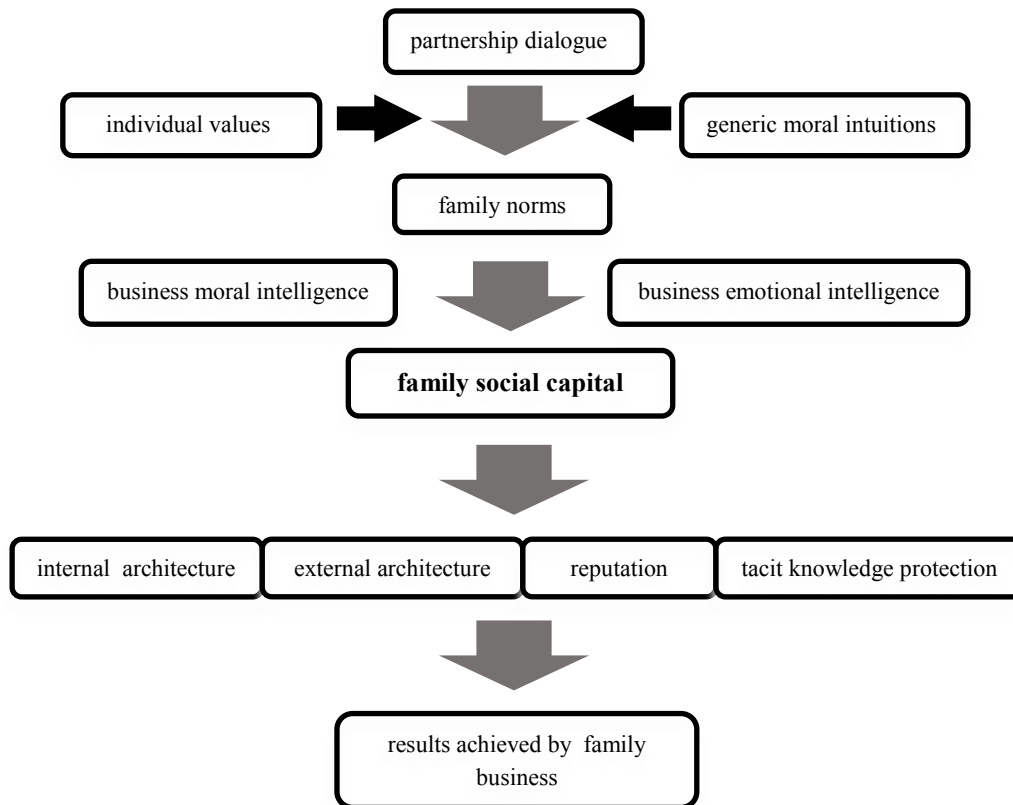 partnership dialogue
individual values
generic moral intuitions
family norms
business moral intelligence
business emotional intelligence
family social capital
internal architecture
external architecture
reputation
tacit knowledge protection
results achieved by family
business